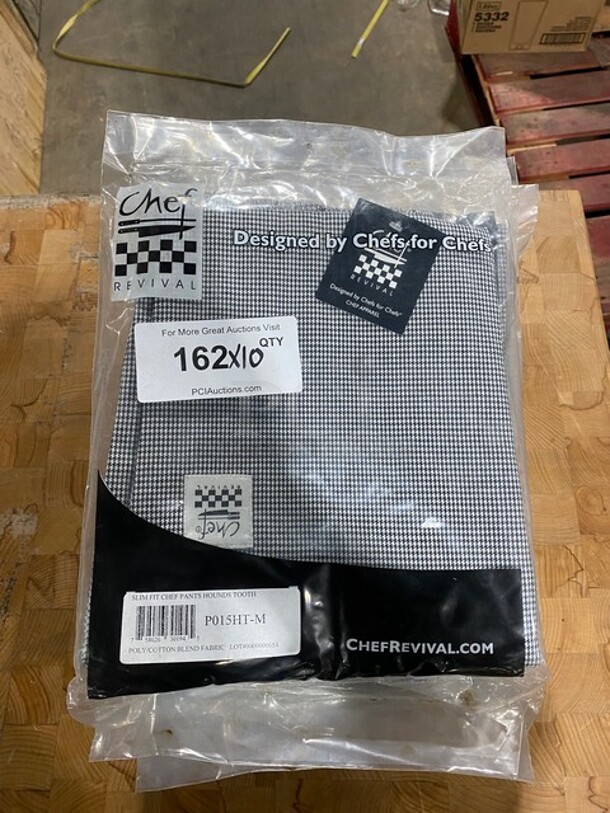 5332
Chef
REVIVAL
Designed by Chefs for Chefs
Chef
REVIVAL
Designed by Chefs for Chefs®
CHEF APPAREL
For More Great Auctions Visit
162x10 QTY
PCIAuctions.com
Chef
REVIVAL
SLIM FIT CHEF PANTS HOUNDS TOOTH
P015HT-M
POLY/COTTON BLEND FABRIC
CHEFREVIVAL.COM